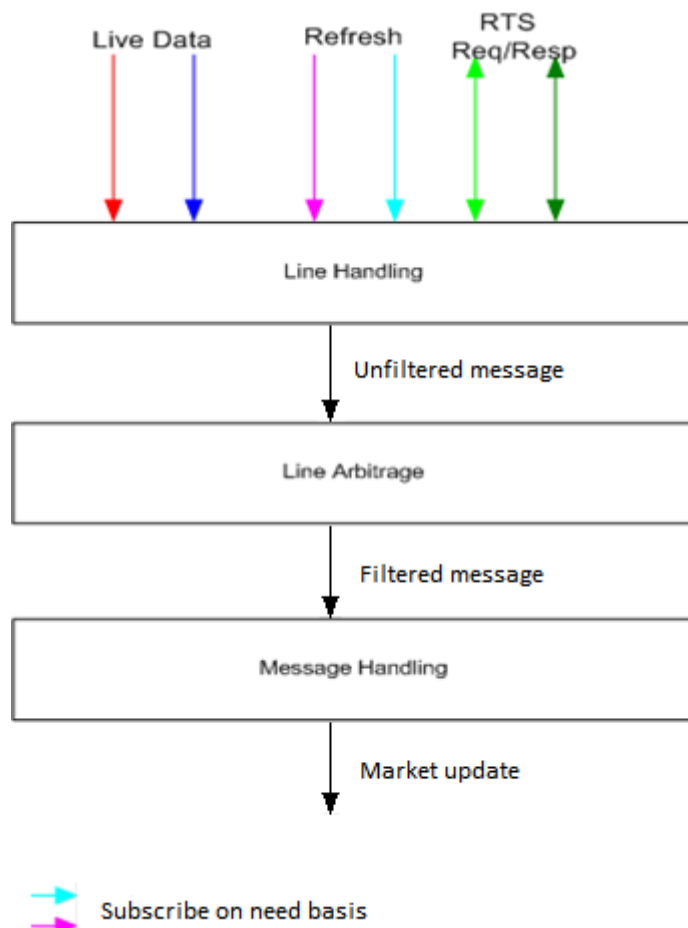 Live Data
Refresh
RTS
Req/Resp
Line Handling
Unfiltered message
Line Arbitrage
Filtered message
Message Handling
Market update
Subscribe on need basis